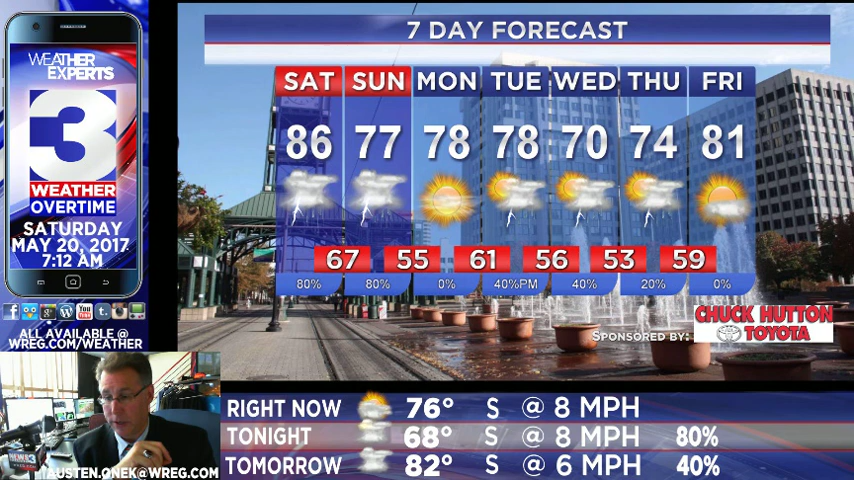 WEATHER
EXPERTS
3
WEATHER
OVERTIME
SATURDAY
MAY 20, 2017
7:12 AM
ALL AVAILABLE @
WREG.COM/WEATHER
7 DAY FORECAST
SAT SUN MON TUE WED THU FRI
86 77 78 78 70 74 81
67 55 61 56 53 59
80% 80% 0% 40%PM 40% 20% 0%
SPONSORED BY:
CHUCK HUTTON
TOYOTA
NEWS 3
AUSTEN.ONEK@WREG.COM
RIGHT NOW 76° S @ 8 MPH
TONIGHT 68° S @ 8 MPH 80%
TOMORROW 82° S @ 6 MPH 40%